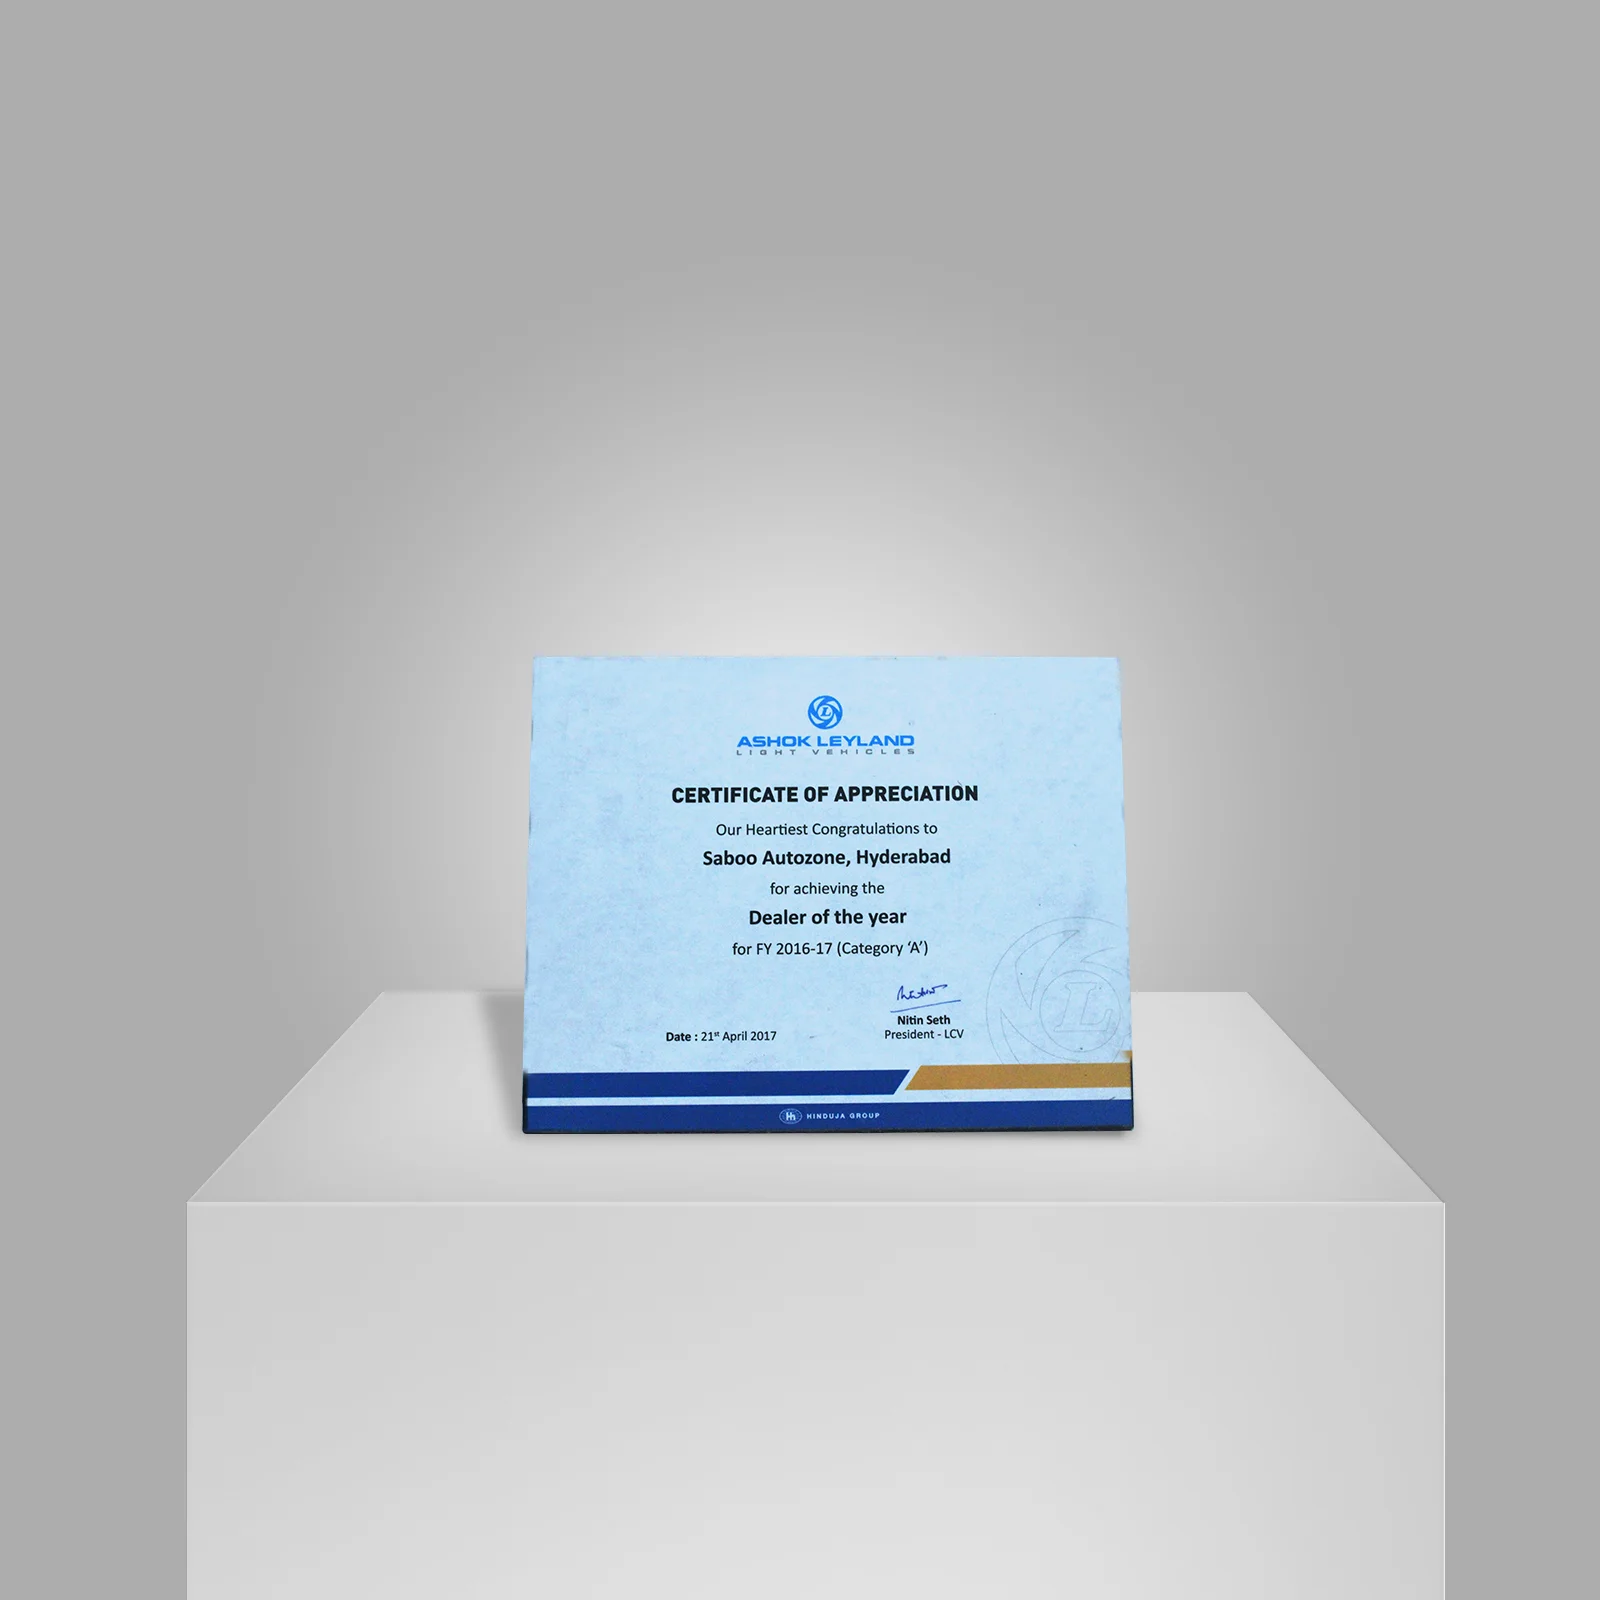 ASHOK LEYLAND
LIGHT VEHICLES
CERTIFICATE OF APPRECIATION
Our Heartiest Congratulations to
Saboo Autozone, Hyderabad
for achieving the
Dealer of the year
for FY 2016-17 (Category ‘A’)
Nitin Seth
President - LCV
Date : 21st April 2017
HINDUJA GROUP